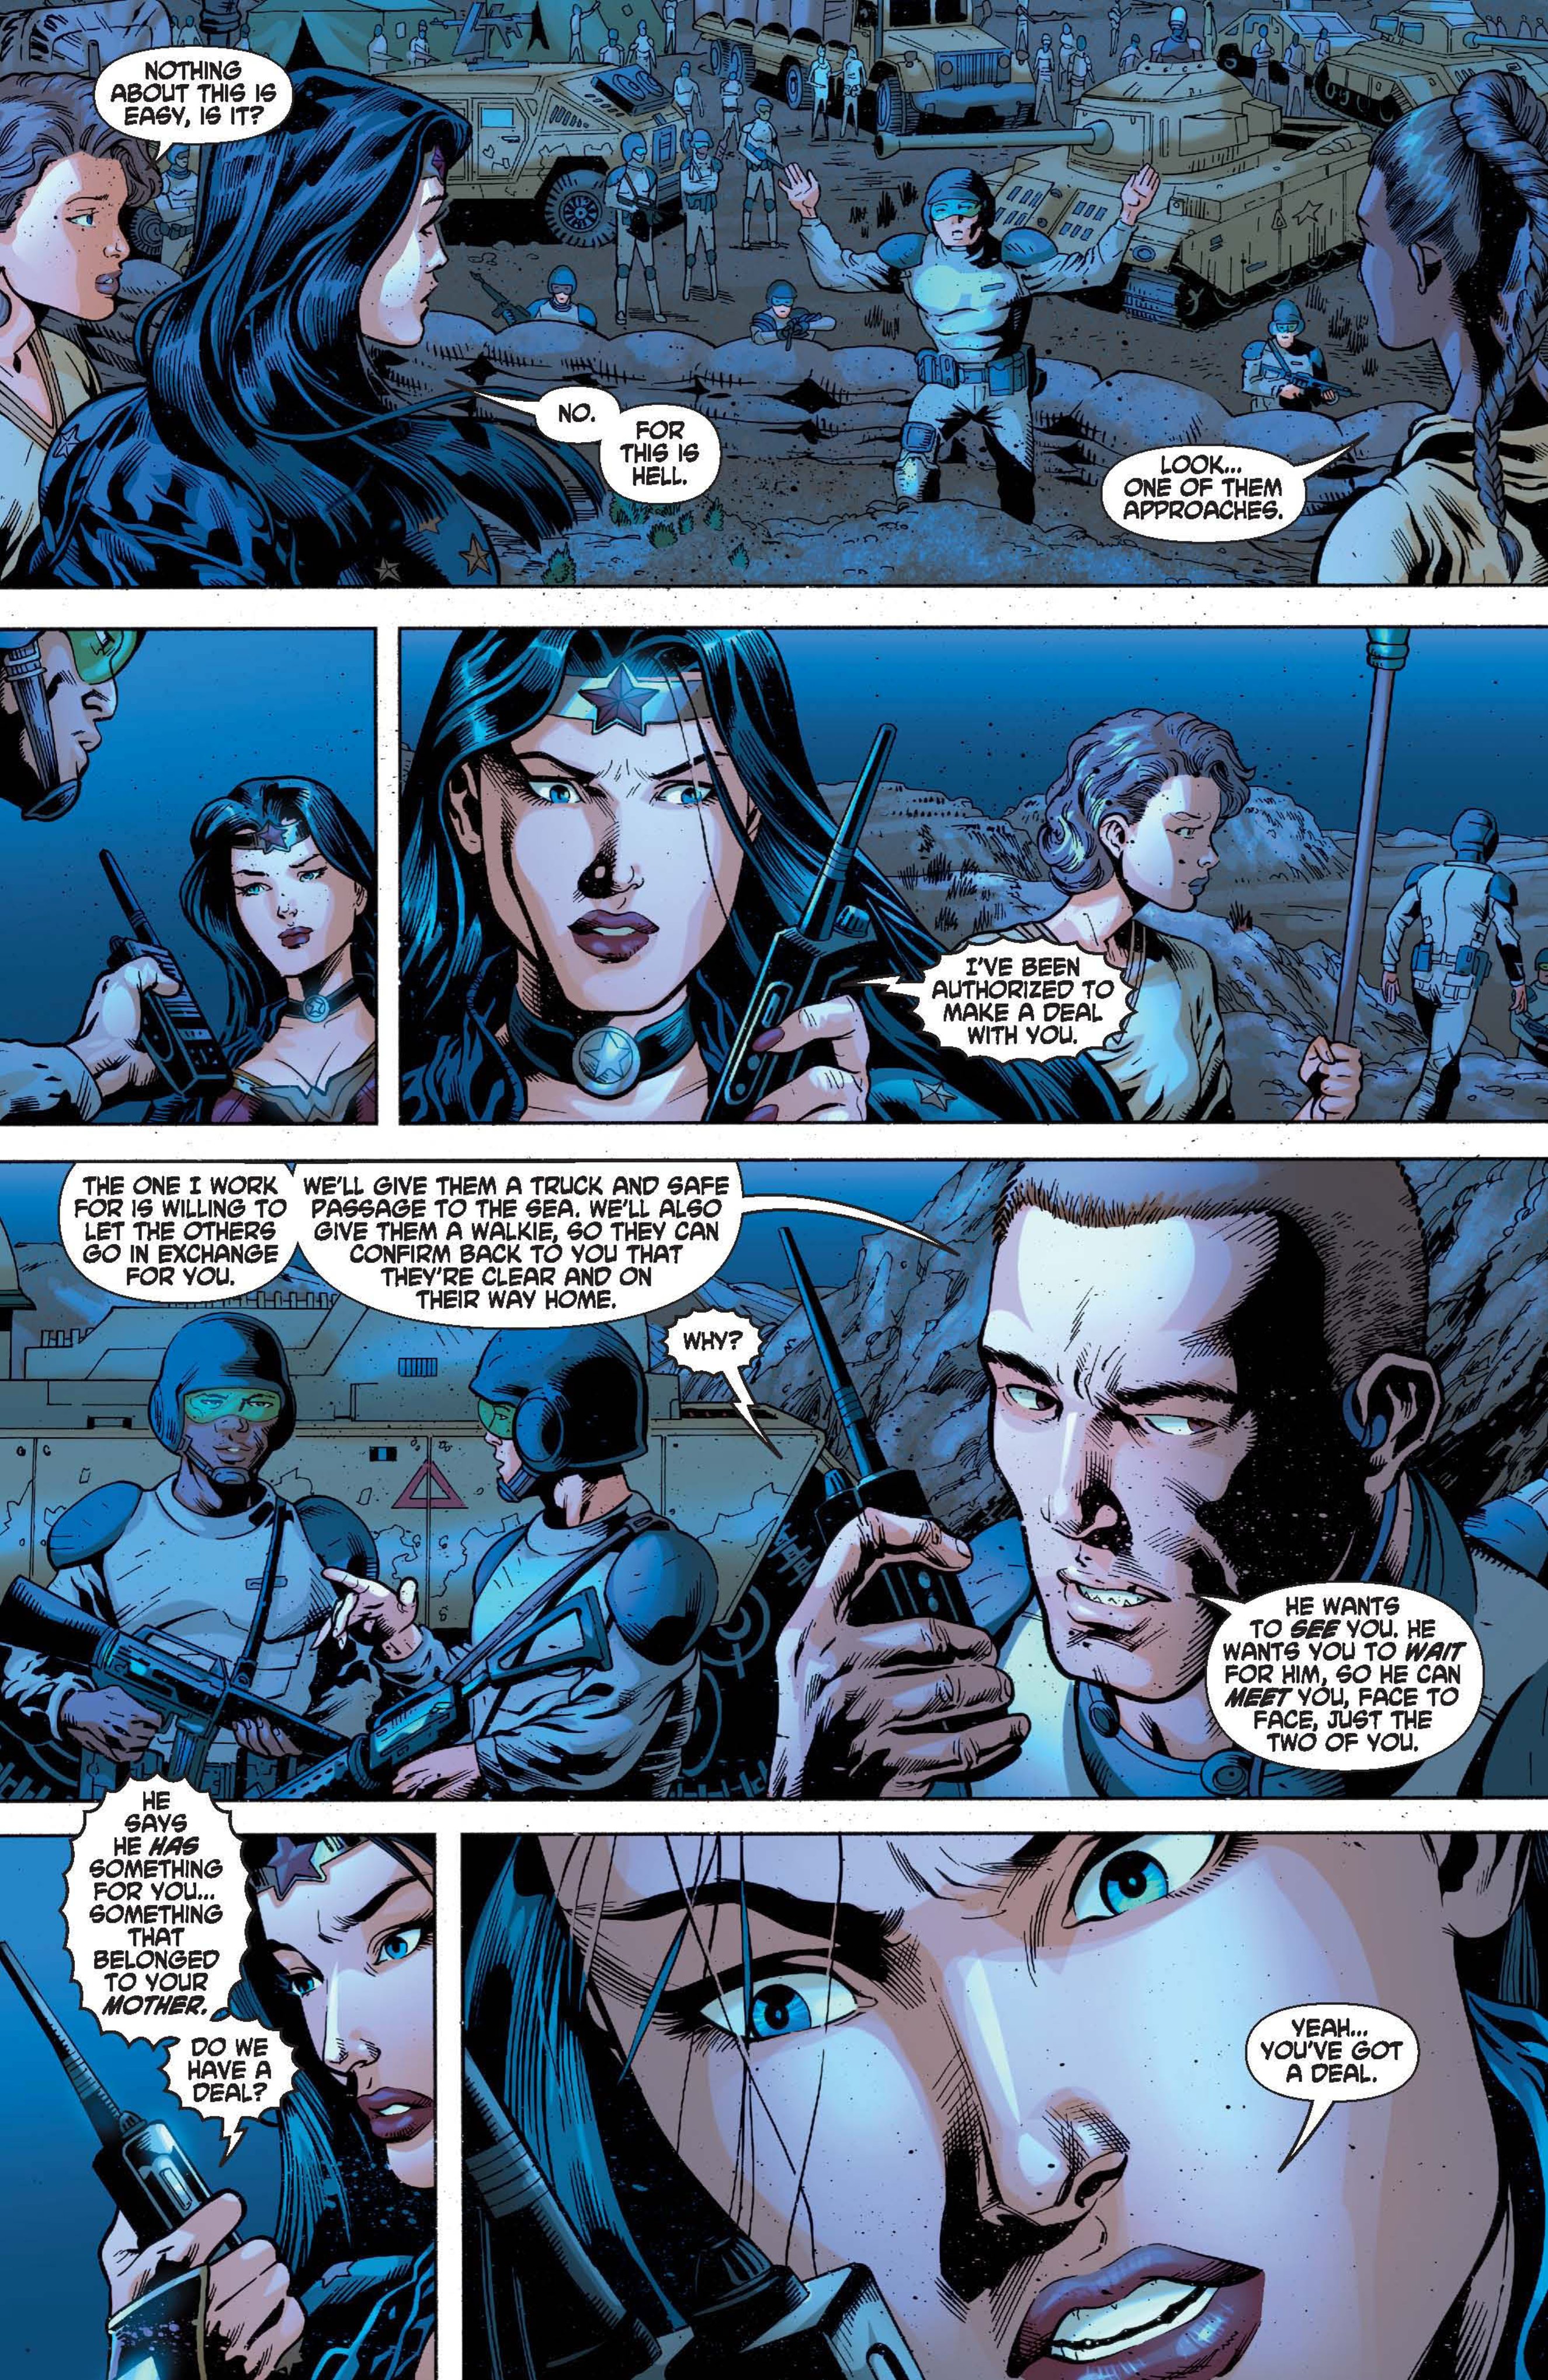 NOTHING
ABOUT THIS IS
EASY, IS IT?
NO.
FOR
THIS IS
HELL.
LOOK...
ONE OF THEM
APPROACHES.
I'VE BEEN
AUTHORIZED TO
MAKE A DEAL
WITH YOU.
THE ONE I WORK
FOR IS WILLING TO
LET THE OTHERS
GO IN EXCHANGE
FOR YOU.
WE'LL GIVE THEM A TRUCK AND SAFE
PASSAGE TO THE SEA. WE'LL ALSO
GIVE THEM A WALKIE, SO THEY CAN
CONFIRM BACK TO YOU THAT
THEY'RE CLEAR AND ON
THEIR WAY HOME.
WHY?
HE WANTS
TO SEE YOU. HE
WANTS YOU TO WAIT
FOR HIM, SO HE CAN
MEET YOU, FACE TO
FACE, JUST THE
TWO OF YOU.
HE
SAYS
HE HAS
SOMETHING
FOR YOU...
SOMETHING
THAT
BELONGED
TO YOUR
MOTHER.
DO WE
HAVE A
DEAL?
YEAH...
YOU'VE GOT
A DEAL.